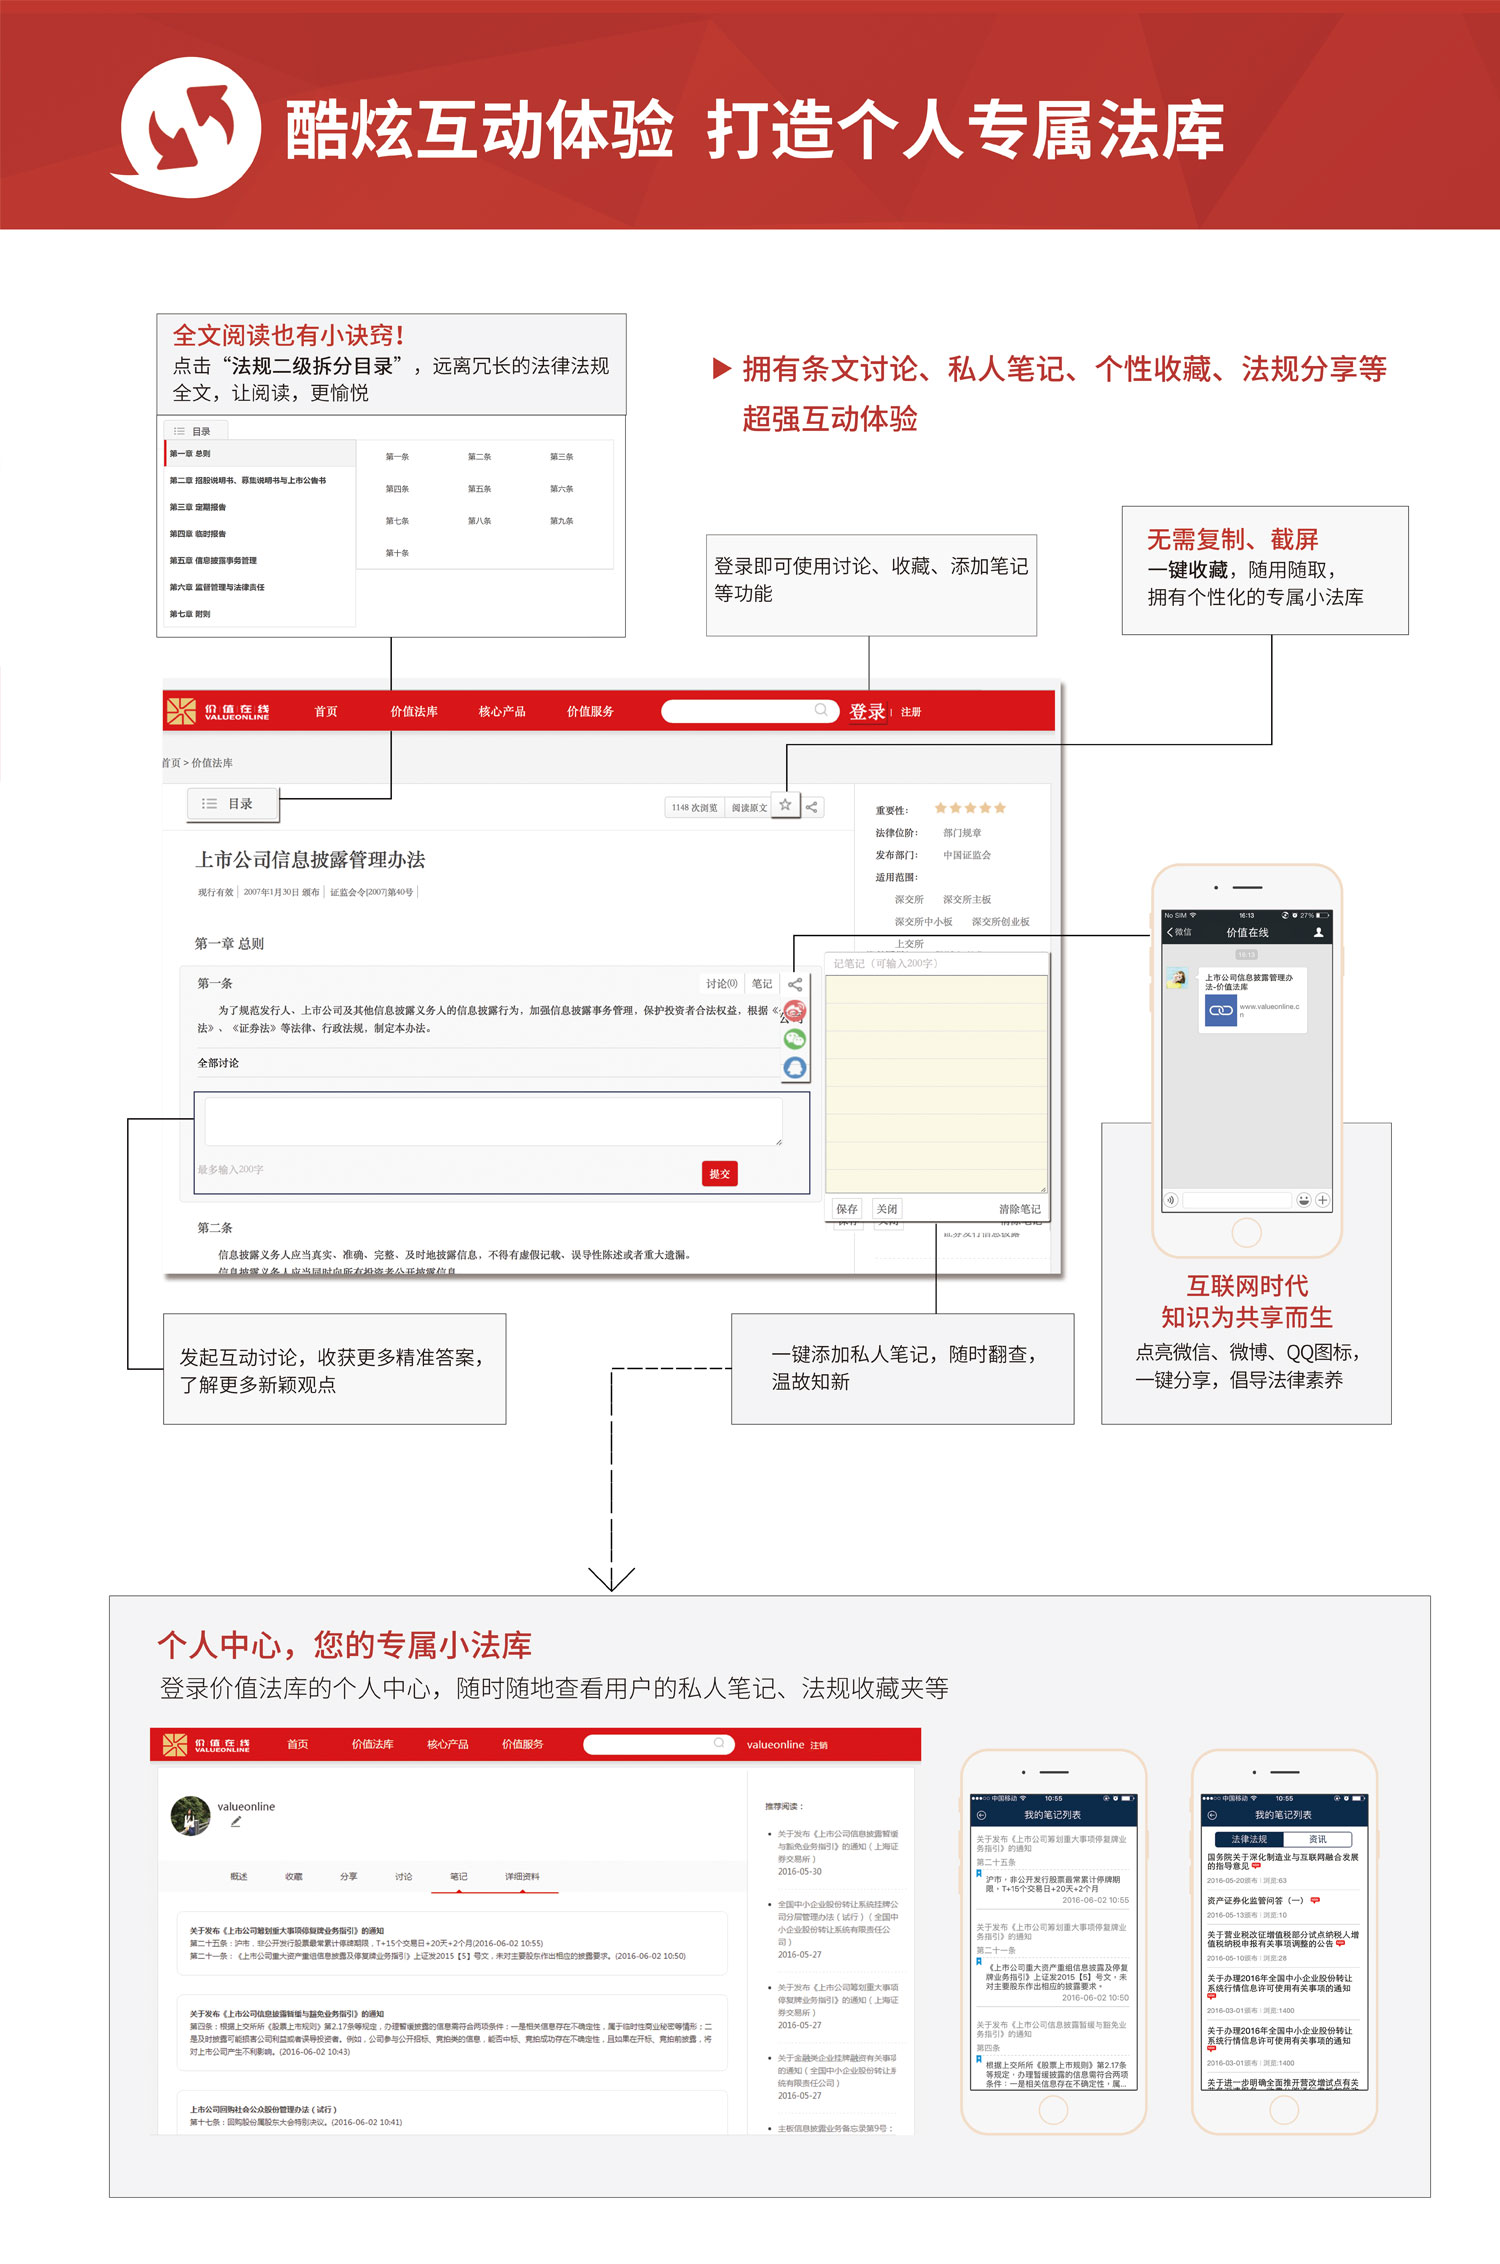 酷炫互动体验 打造个人专属法库
全文阅读也有小诀窍！
点击“法规二级拆分目录”，远离冗长的法律法规
全文，让阅读，更愉悦
目录
第一章 总则
第二章 招股说明书、募集说明书与上市公告书
第三章 定期报告
第四章 临时报告
第五章 信息披露事务管理
第六章 监督管理与法律责任
第七章 附则
第一条 第二条 第三条
第四条 第五条 第六条
第七条 第八条 第九条
第十条
▶ 拥有条文讨论、私人笔记、个性收藏、法规分享等
超强互动体验
登录即可使用讨论、收藏、添加笔记
等功能
无需复制、截屏
一键收藏，随用随取，
拥有个性化的专属小法库
价值在线
VALUEONLINE
首页 价值法库 核心产品 价值服务 登录 注册
首页 > 价值法库
目录
1148 次浏览 阅读原文
上市公司信息披露管理办法
现行有效 2007年1月30日 颁布 证监会令[2007]第40号
重要性：
法律位阶： 部门规章
发布部门： 中国证监会
适用范围：
深交所 深交所主板
深交所中小板 深交所创业板
上交所
第一章 总则
第一条
讨论(0) 笔记
为了规范发行人、上市公司及其他信息披露义务人的信息披露行为，加强信息披露事务管理，保护投资者合法权益，根据《公司
法》、《证券法》等法律、行政法规，制定本办法。
全部讨论
最多输入200字
提交
记笔记（可输入200字）
保存 关闭 清除笔记
第二条
信息披露义务人应当真实、准确、完整、及时地披露信息，不得有虚假记载、误导性陈述或者重大遗漏。
信息披露义务人应当同时向所有投资者公开披露信息
No SIM 16:13 27%
微信 价值在线
16:13
上市公司信息披露管理办
法-价值法库
www.valueonline.c
n
互联网时代
知识为共享而生
点亮微信、微博、QQ图标，
一键分享，倡导法律素养
发起互动讨论，收获更多精准答案，
了解更多新颖观点
一键添加私人笔记，随时翻查，
温故知新
个人中心，您的专属小法库
登录价值法库的个人中心，随时随地查看用户的私人笔记、法规收藏夹等
价值在线
VALUEONLINE
首页 价值法库 核心产品 价值服务 valueonline 注销
valueonline
概述 收藏 分享 讨论 笔记 详细资料
关于发布《上市公司筹划重大事项停复牌业务指引》的通知
第二十五条：沪市，非公开发行股票最常累计停牌期限，T+15个交易日+20天+2个月(2016-06-02 10:55)
第二十一条：《上市公司重大资产重组信息披露及停复牌业务指引》上证发2015【5】号文，未对主要股东作出相应的披露要求。(2016-06-02 10:50)
关于发布《上市公司信息披露暂缓与豁免业务指引》的通知
第四条：根据上交所所《股票上市规则》第2.17条等规定，办理暂缓披露的信息需符合两项条件：一是相关信息存在不确定性，属于临时性商业秘密等情形；二
是及时披露可能损害公司利益或者误导投资者。例如，公司参与公开招标、竞拍类的信息，能否中标、竞拍成功存在不确定性，且如果在开标、竞拍前披露，将
对上市公司产生不利影响。(2016-06-02 10:43)
上市公司回购社会公众股份管理办法（试行）
第十七条：回购股份属股东大会特别决议。(2016-06-02 10:41)
推荐阅读：
关于发布《上市公司信息披露暂缓
与豁免业务指引》的通知（上海证
券交易所）
2016-05-30
全国中小企业股份转让系统挂牌公
司分层管理办法（试行）（全国中
小企业股份转让系统有限责任公
司）
2016-05-27
关于发布《上市公司筹划重大事项
停复牌业务指引》的通知（上海证
券交易所）
2016-05-27
关于金融类企业挂牌融资有关事项
的通知（全国中小企业股份转让系
统有限责任公司）
2016-05-27
主板信息披露业务备忘录第9号：
中国移动 10:55
我的笔记列表
关于发布《上市公司筹划重大事项停复牌业
务指引》的通知
第二十五条
沪市，非公开发行股票最常累计停牌期
限，T+15个交易日+20天+2个月
2016-06-02 10:55
关于发布《上市公司筹划重大事项停复牌业
务指引》的通知
第二十一条
《上市公司重大资产重组信息披露及停复
牌业务指引》上证发2015【5】号文，未
对主要股东作出相应的披露要求。
2016-06-02 10:50
关于发布《上市公司信息披露暂缓与豁免业
务指引》的通知
第四条
根据上交所所《股票上市规则》第2.17条
等规定，办理暂缓披露的信息需符合两项
条件：一是相关信息存在不确定性，属...
中国移动 10:55
我的笔记列表
法律法规 资讯
国务院关于深化制造业与互联网融合发展
的指导意见
2016-05-20颁布 | 浏览:63
资产证券化监管问答（一）
2016-05-13颁布 | 浏览:10
关于营业税改征增值税部分试点纳税人增
值税纳税申报有关事项调整的公告
2016-05-10颁布 | 浏览:28
关于办理2016年全国中小企业股份转让
系统行情信息许可使用有关事项的通知
2016-03-01颁布 | 浏览:1400
关于办理2016年全国中小企业股份转让
系统行情信息许可使用有关事项的通知
2016-03-01颁布 | 浏览:1400
关于进一步明确全面推开营改增试点有关